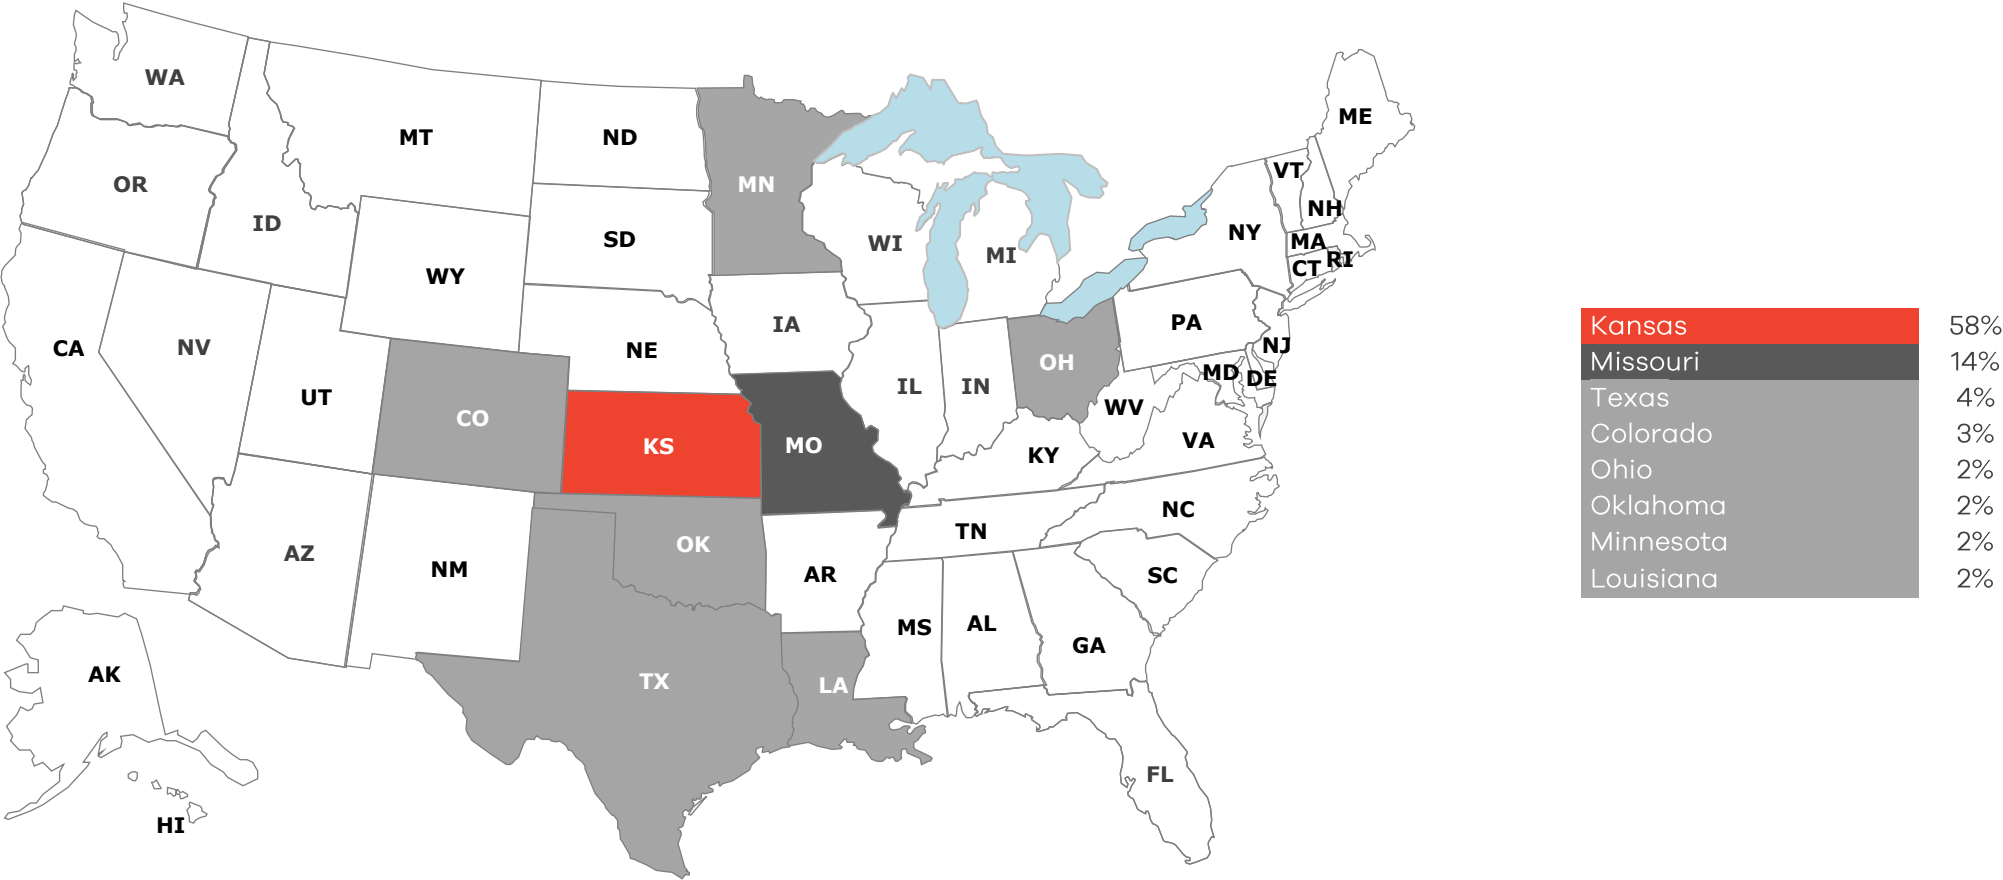 WA
MT
ND
MN
ME
OR
ID
SD
WI
MI
VT
NH
NY
MA
CT
RI
WY
IA
NE
PA
NJ
CA
NV
UT
CO
KS
MO
IL
IN
OH
MD
DE
WV
VA
KY
AZ
NM
OK
AR
TN
NC
SC
MS
AL
GA
TX
LA
AK
HI
FL
Kansas 58%
Missouri 14%
Texas 4%
Colorado 3%
Ohio 2%
Oklahoma 2%
Minnesota 2%
Louisiana 2%